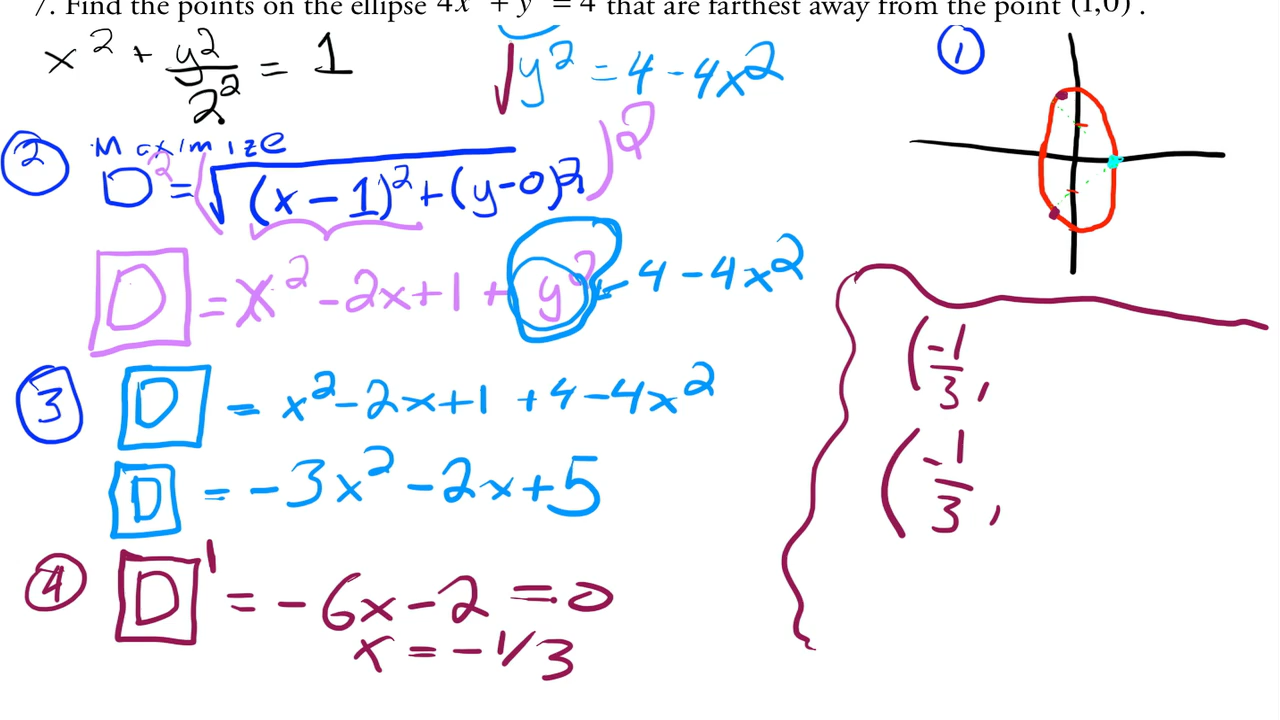 7. Find the points on the ellipse 4x² + y² = 4 that are farthest away from the point (1,0).
x² + y²/2² = 1
√y² = 4 - 4x²
①
② Maximize
D² = (√(x - 1)² + (y - 0)²)²
D = x² - 2x + 1 + y² ← 4 - 4x²
(-1/3,
③ D = x² - 2x + 1 + 4 - 4x²
(-1/3,
D = -3x² - 2x + 5
④ D' = -6x - 2 = 0
x = -1/3